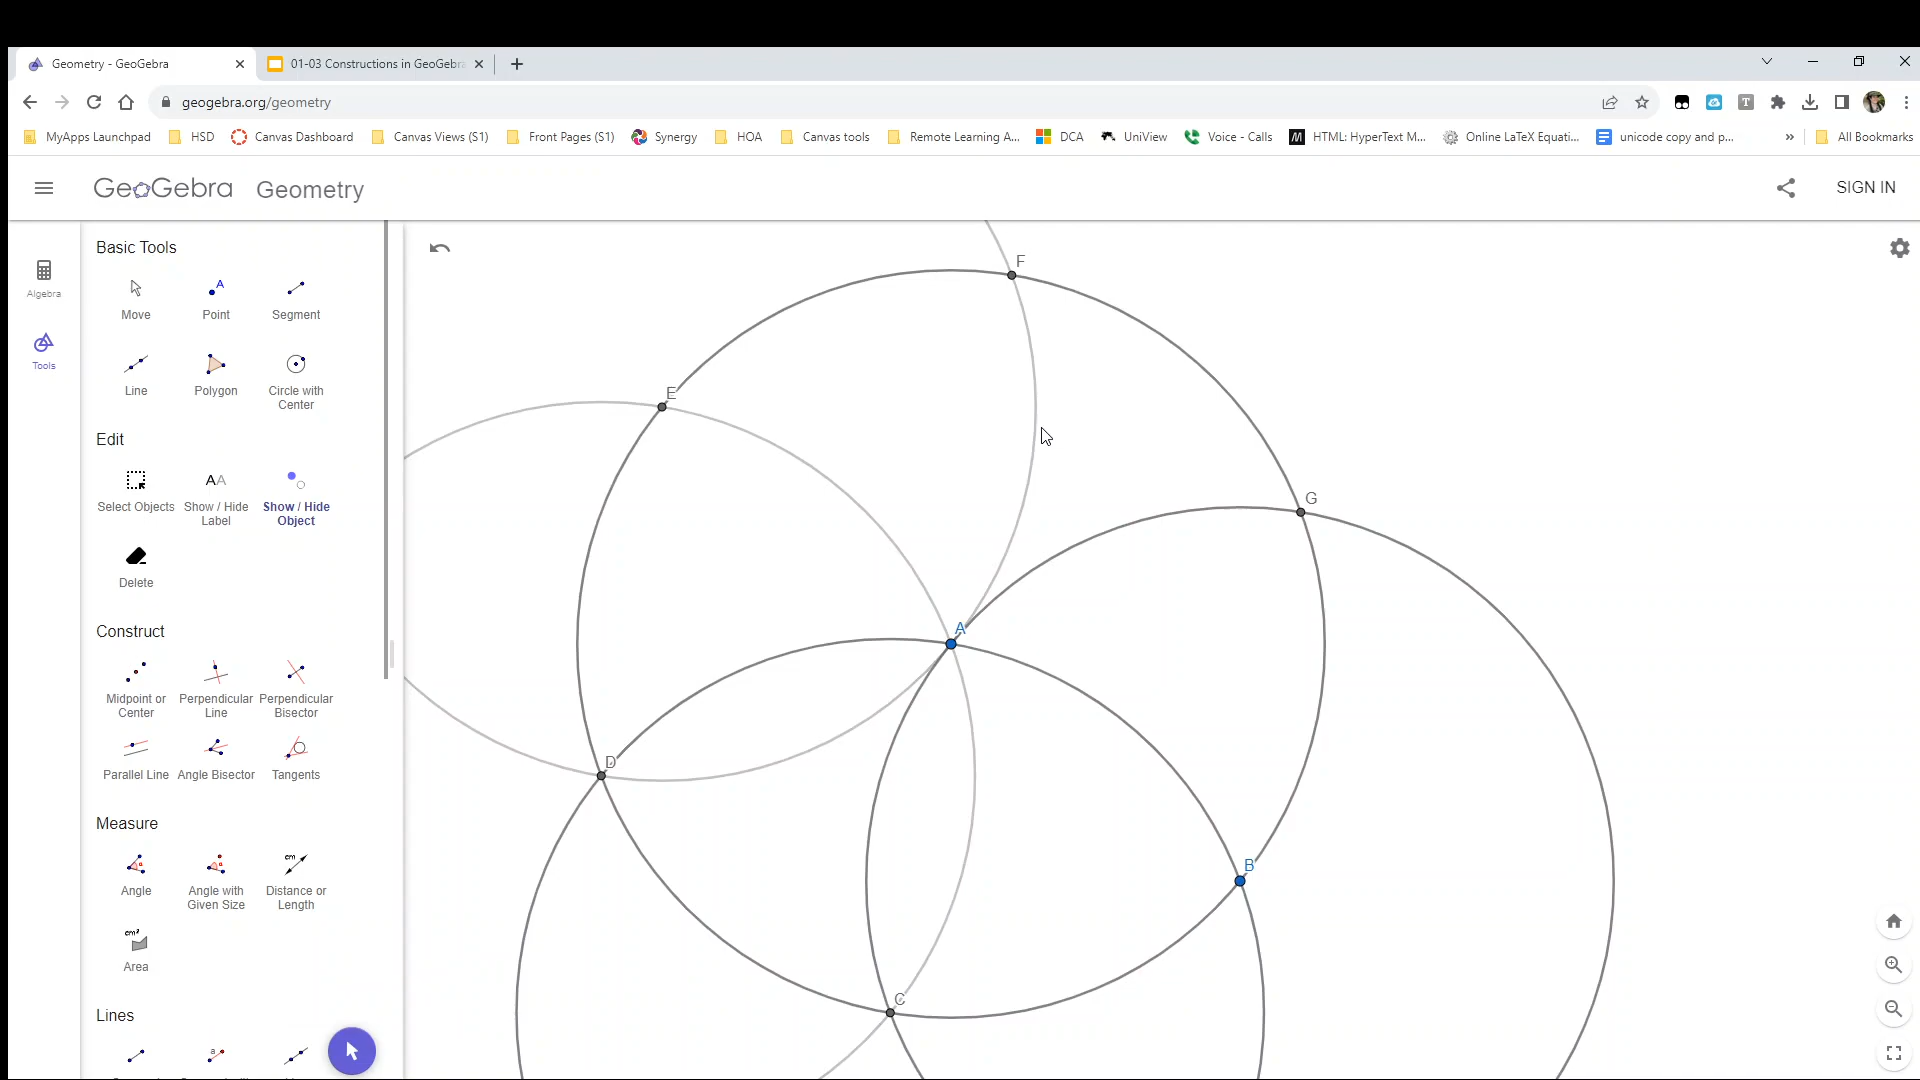 Geometry - GeoGebra
01-03 Constructions in GeoGebra
geogebra.org/geometry
MyApps Launchpad
HSD
Canvas Dashboard
Canvas Views (S1)
Front Pages (S1)
Synergy
HOA
Canvas tools
Remote Learning A...
DCA
UniView
Voice - Calls
HTML: HyperText M...
Online LaTeX Equati...
unicode copy and p...
»
All Bookmarks
GeoGebra Geometry
SIGN IN
Algebra
Tools
Basic Tools
Move
Point
Segment
Line
Polygon
Circle with
Center
Edit
Select Objects
Show / Hide
Label
Show / Hide
Object
Delete
Construct
Midpoint or
Center
Perpendicular
Line
Perpendicular
Bisector
Parallel Line
Angle Bisector
Tangents
Measure
Angle
Angle with
Given Size
Distance or
Length
Area
Lines
F
E
G
A
D
B
C